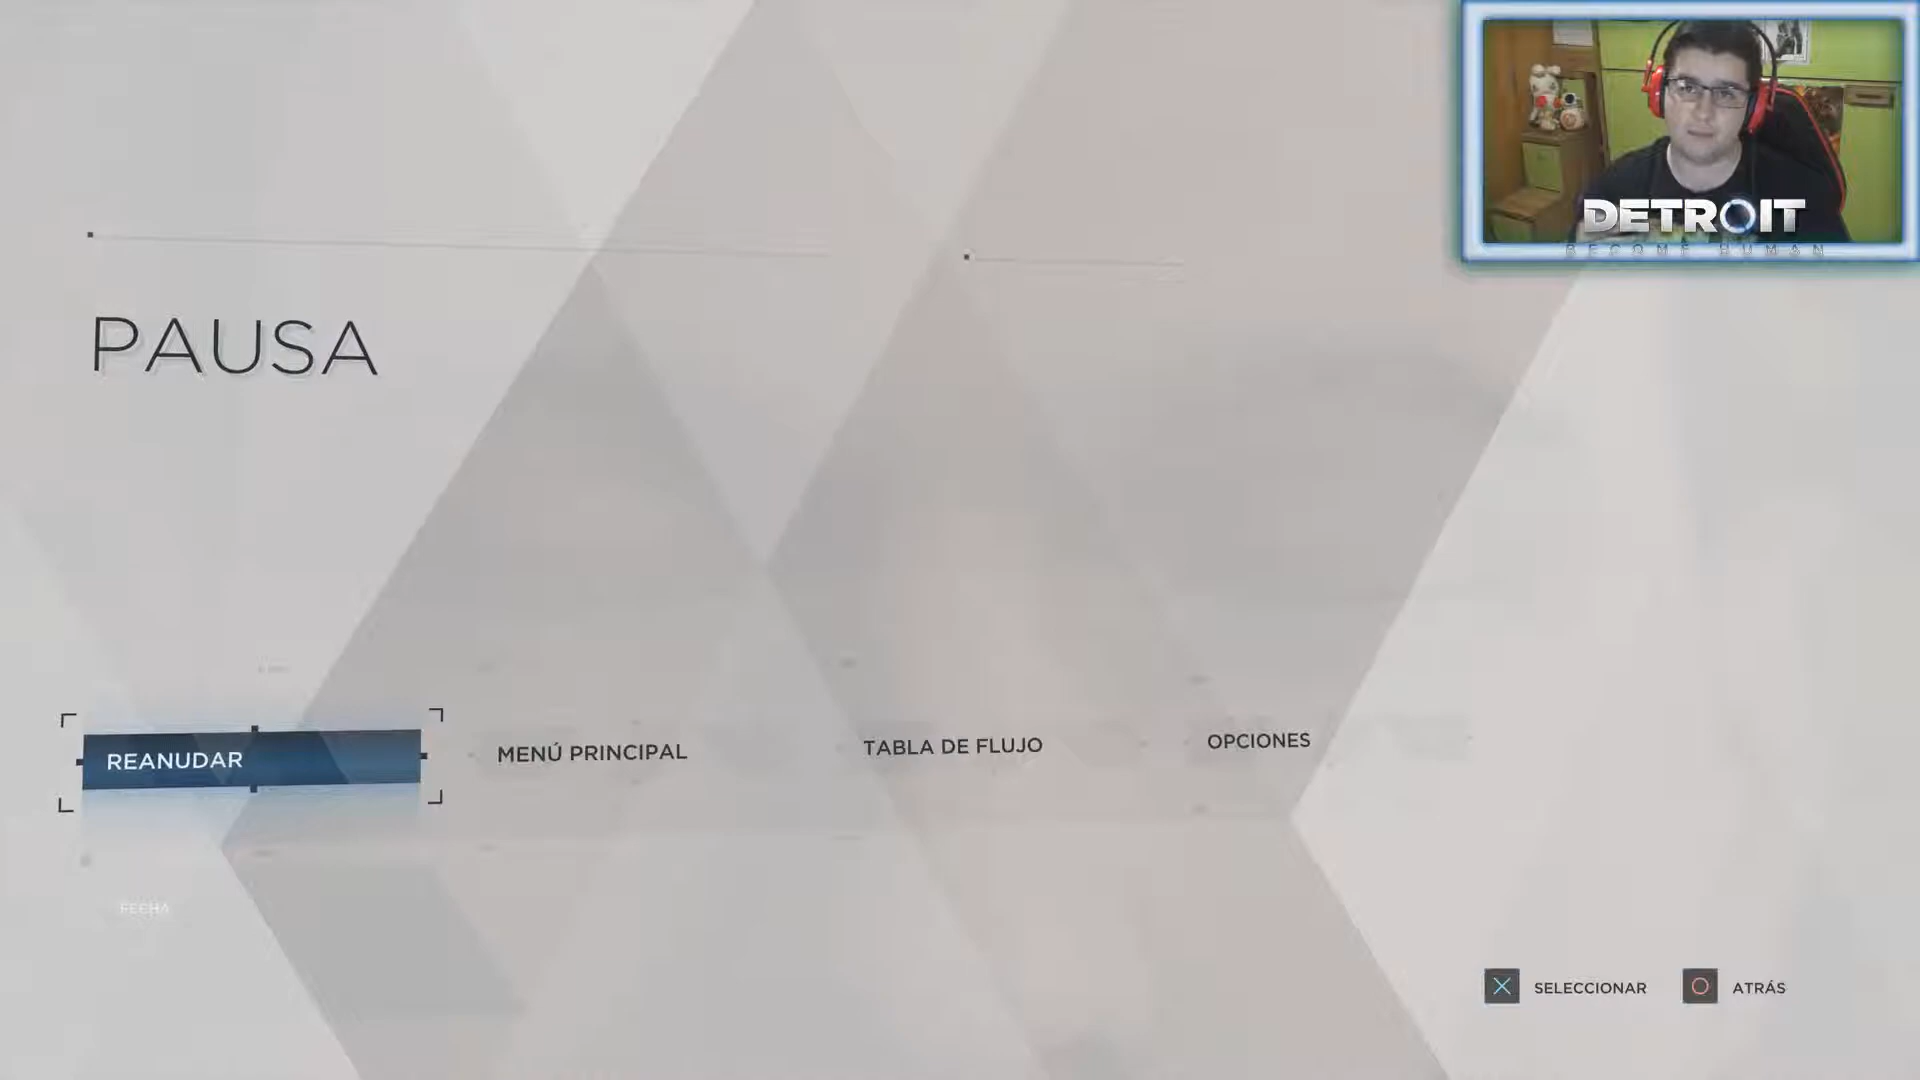 DETROIT
BECOME HUMAN
PAUSA
REANUDAR
MENÚ PRINCIPAL
TABLA DE FLUJO
OPCIONES
FECHA
SELECCIONAR
ATRÁS